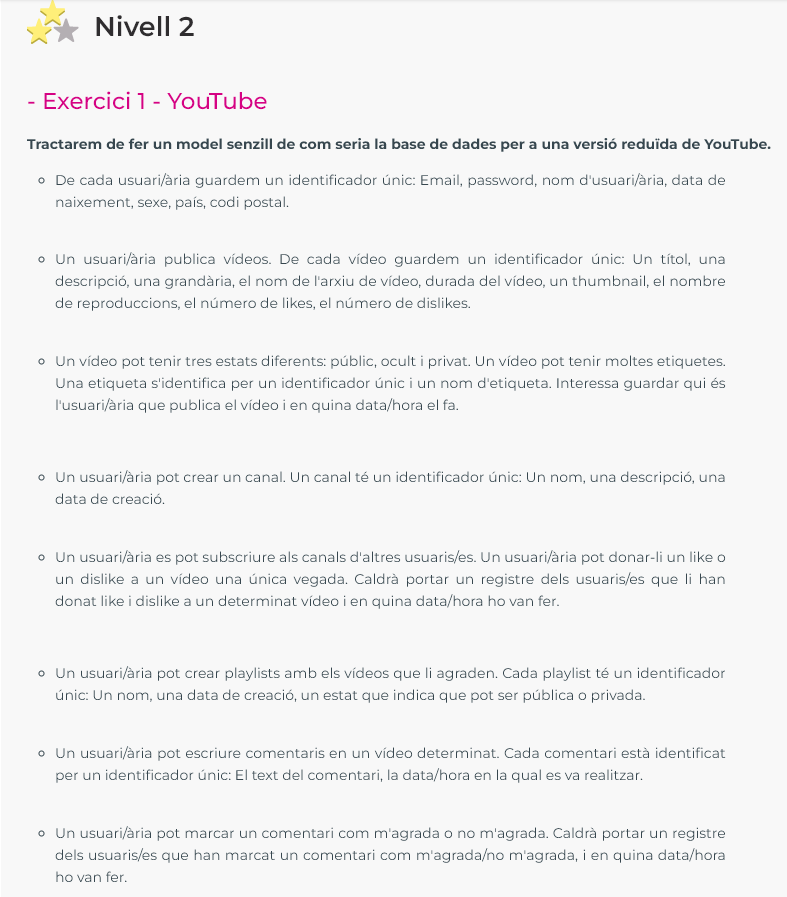 Nivell 2
- Exercici 1 - YouTube
Tractarem de fer un model senzill de com seria la base de dades per a una versió reduïda de YouTube.
De cada usuari/ària guardem un identificador únic: Email, password, nom d'usuari/ària, data de
naixement, sexe, país, codi postal.
Un usuari/ària publica vídeos. De cada vídeo guardem un identificador únic: Un títol, una
descripció, una grandària, el nom de l'arxiu de vídeo, durada del vídeo, un thumbnail, el nombre
de reproduccions, el número de likes, el número de dislikes.
Un vídeo pot tenir tres estats diferents: públic, ocult i privat. Un vídeo pot tenir moltes etiquetes.
Una etiqueta s'identifica per un identificador únic i un nom d'etiqueta. Interessa guardar qui és
l'usuari/ària que publica el vídeo i en quina data/hora el fa.
Un usuari/ària pot crear un canal. Un canal té un identificador únic: Un nom, una descripció, una
data de creació.
Un usuari/ària es pot subscriure als canals d'altres usuaris/es. Un usuari/ària pot donar-li un like o
un dislike a un vídeo una única vegada. Caldrà portar un registre dels usuaris/es que li han
donat like i dislike a un determinat vídeo i en quina data/hora ho van fer.
Un usuari/ària pot crear playlists amb els vídeos que li agraden. Cada playlist té un identificador
únic: Un nom, una data de creació, un estat que indica que pot ser pública o privada.
Un usuari/ària pot escriure comentaris en un vídeo determinat. Cada comentari està identificat
per un identificador únic: El text del comentari, la data/hora en la qual es va realitzar.
Un usuari/ària pot marcar un comentari com m'agrada o no m'agrada. Caldrà portar un registre
dels usuaris/es que han marcat un comentari com m'agrada/no m'agrada, i en quina data/hora
ho van fer.